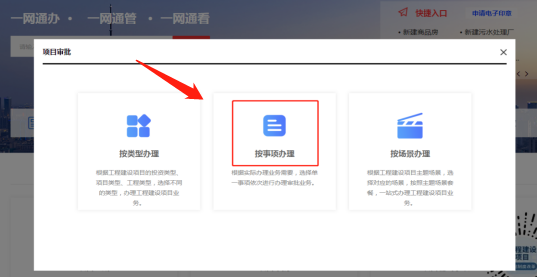 一网通办 · 一网通管 · 一网通看
快捷入口
申请电子印章
• 新建商品房
• 新建污水处理厂
项目审批
按类型办理
根据工程建设项目的投资类型、
项目类型、工程类型，选择不同
的类型，办理工程建设项目业
务。
按事项办理
根据实际办理业务需要，选择单
一事项依次进行办理审批业务。
按场景办理
根据工程建设项目主题场景，选
择对应的场景，按照主题场景套
餐，一站式办理工程建设项目业
务。
程建设
项目